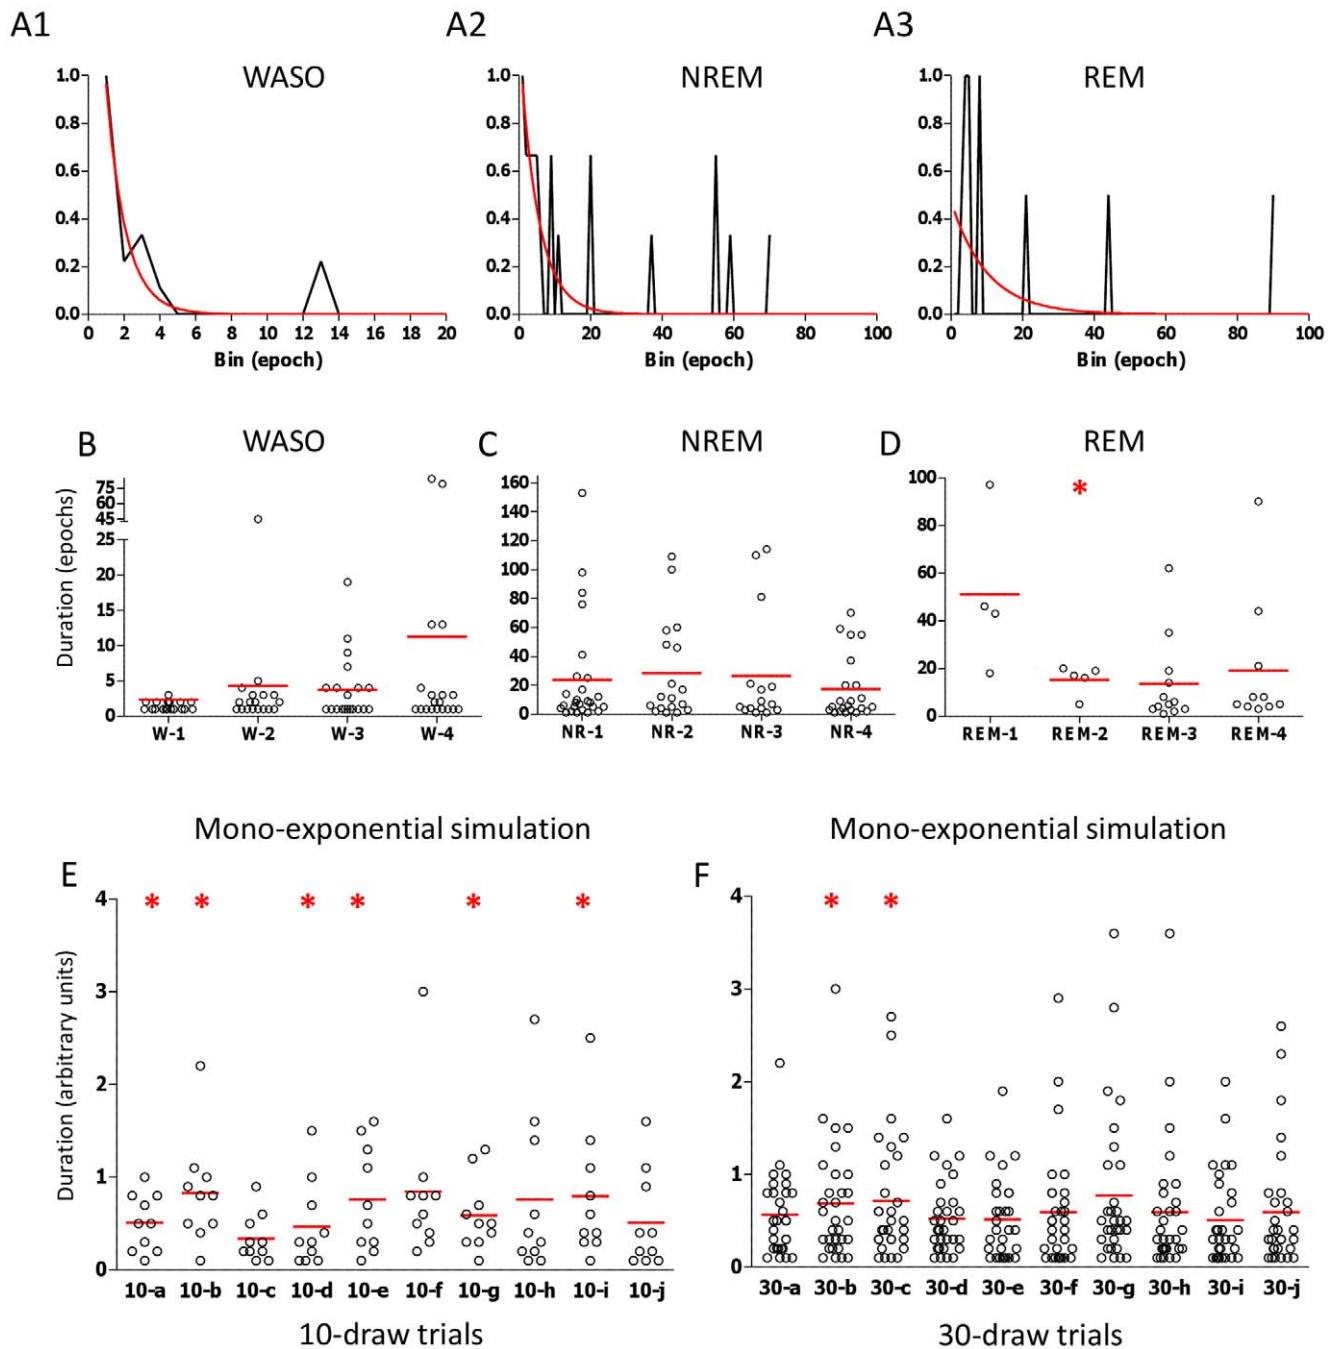 A1 A2 A3
WASO NREM REM
1.0 1.0 1.0
0.8 0.8 0.8
0.6 0.6 0.6
0.4 0.4 0.4
0.2 0.2 0.2
0.0 0.0 0.0
0 2 4 6 8 10 12 14 16 18 20 0 20 40 60 80 100 0 20 40 60 80 100
Bin (epoch) Bin (epoch) Bin (epoch)
B WASO C NREM D REM
Duration (epochs)
75
60
45
25
20
15
10
5
0
W-1 W-2 W-3 W-4
160
140
120
100
80
60
40
20
0
NR-1 NR-2 NR-3 NR-4
100
80
60
40
20
0
*
REM-1 REM-2 REM-3 REM-4
Mono-exponential simulation Mono-exponential simulation
E F
Duration (arbitrary units)
4
3
2
1
0
* * * * * *
10-a 10-b 10-c 10-d 10-e 10-f 10-g 10-h 10-i 10-j
10-draw trials
4
3
2
1
0
* *
30-a 30-b 30-c 30-d 30-e 30-f 30-g 30-h 30-i 30-j
30-draw trials